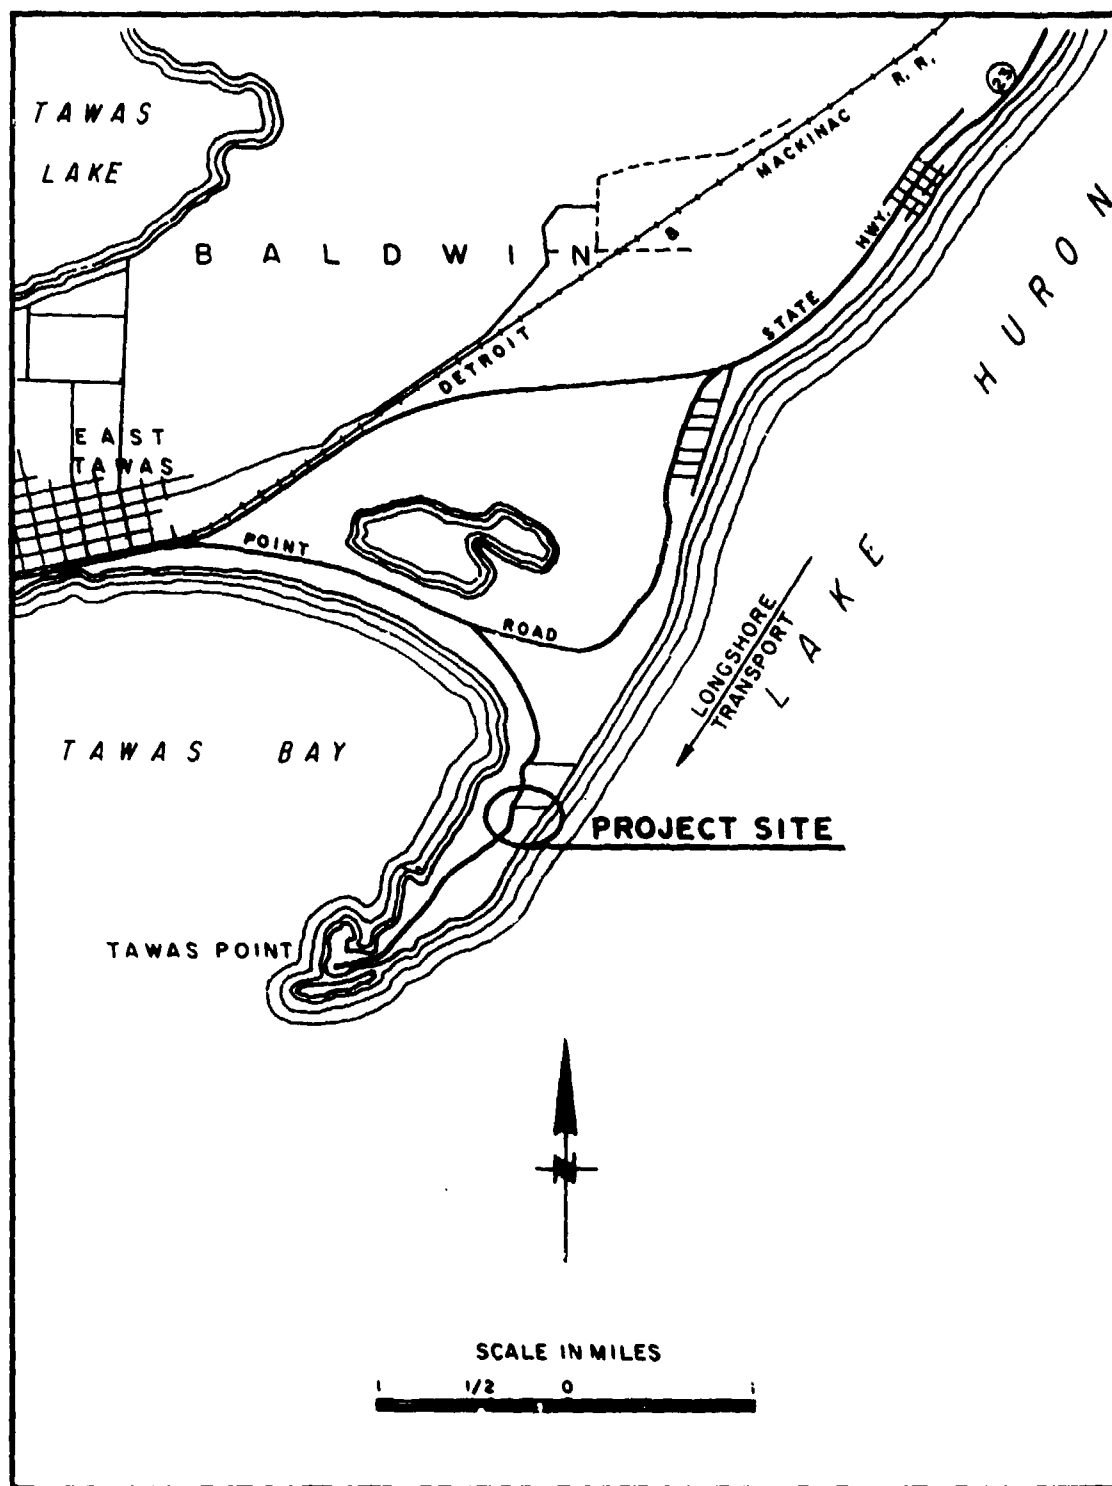 TAWAS
LAKE
BALDWIN
DETROIT & MACKINAC R. R.
STATE HWY. 23
LAKE HURON
EAST
TAWAS
POINT ROAD
LONGSHORE
TRANSPORT
TAWAS BAY
PROJECT SITE
TAWAS POINT
N
SCALE IN MILES
1 1/2 0 1